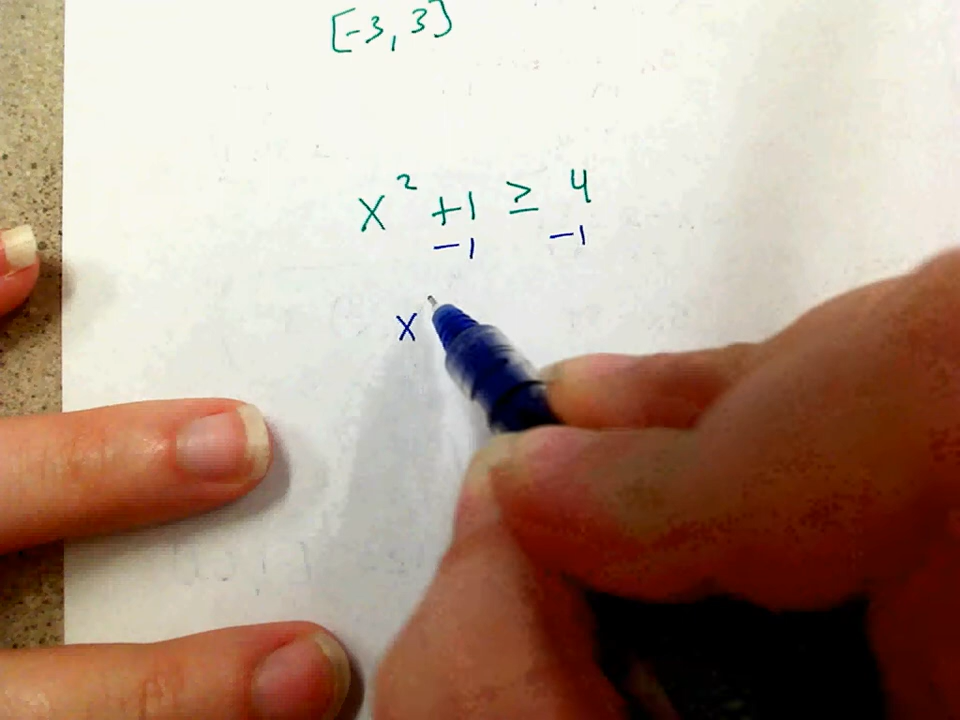 [-3, 3]
x² +1 ≥ 4
-1 -1
x